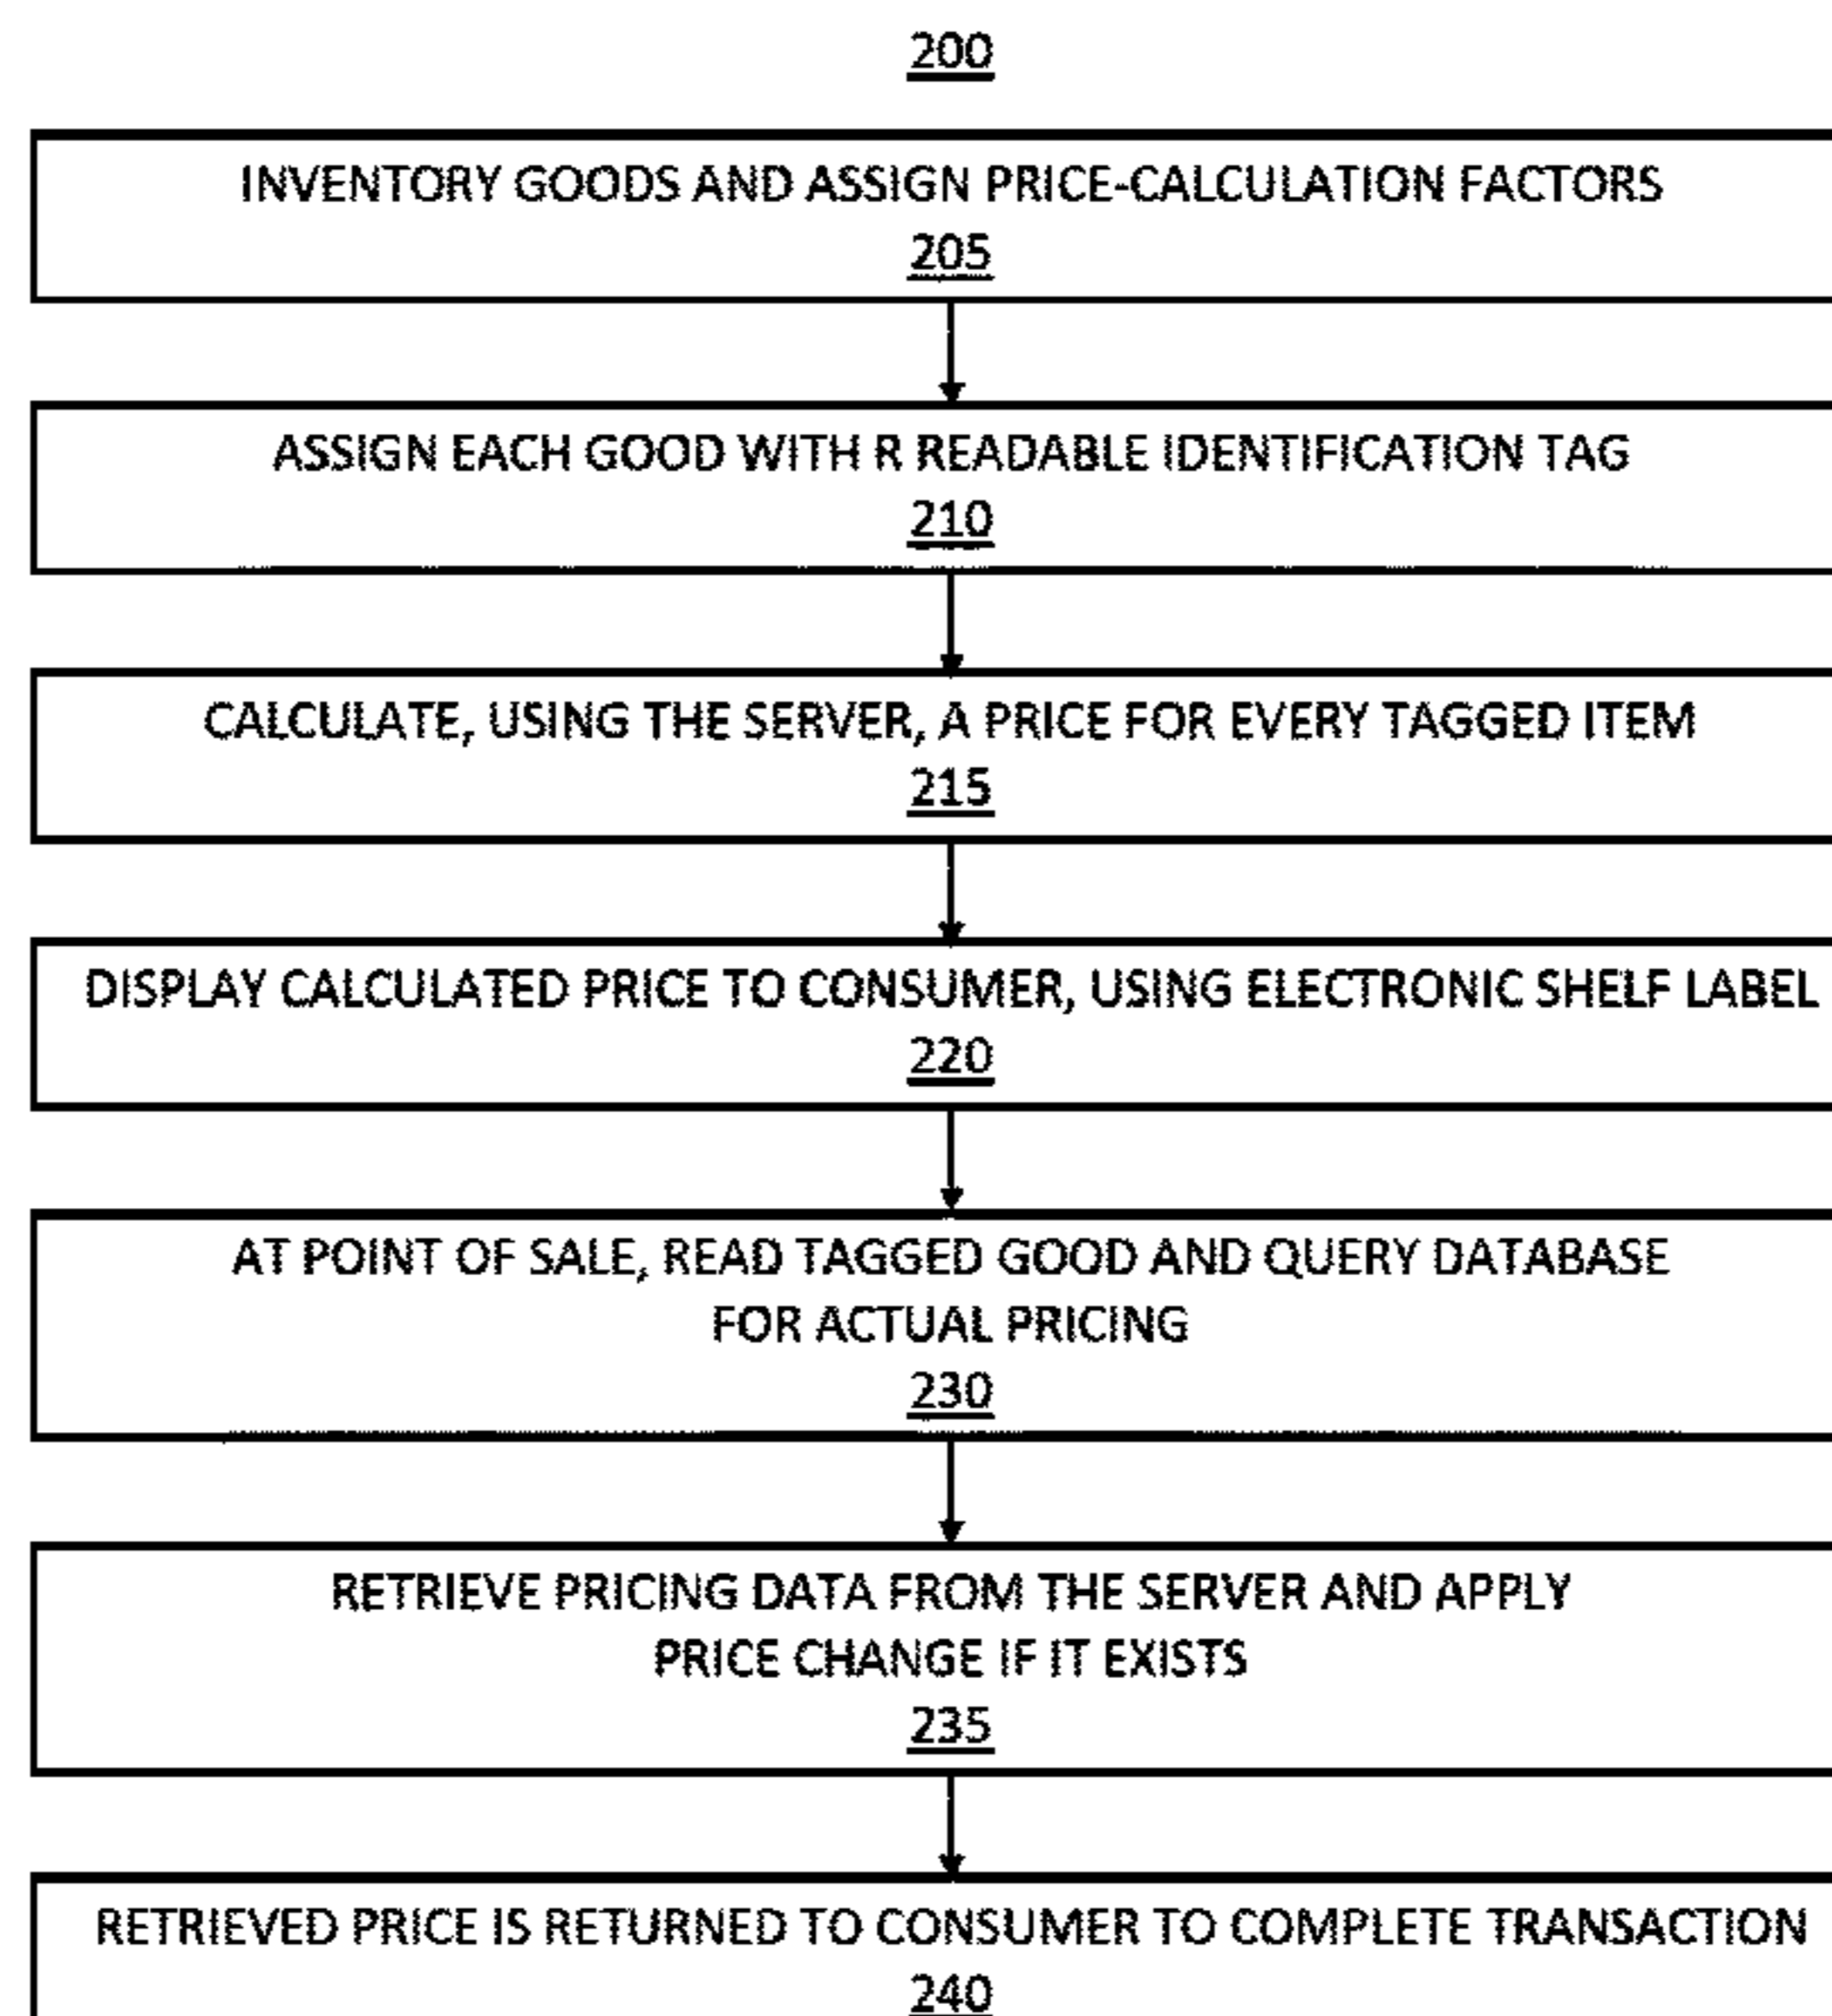 200
INVENTORY GOODS AND ASSIGN PRICE-CALCULATION FACTORS
205
ASSIGN EACH GOOD WITH R READABLE IDENTIFICATION TAG
210
CALCULATE, USING THE SERVER, A PRICE FOR EVERY TAGGED ITEM
215
DISPLAY CALCULATED PRICE TO CONSUMER, USING ELECTRONIC SHELF LABEL
220
AT POINT OF SALE, READ TAGGED GOOD AND QUERY DATABASE
FOR ACTUAL PRICING
230
RETRIEVE PRICING DATA FROM THE SERVER AND APPLY
PRICE CHANGE IF IT EXISTS
235
RETRIEVED PRICE IS RETURNED TO CONSUMER TO COMPLETE TRANSACTION
240